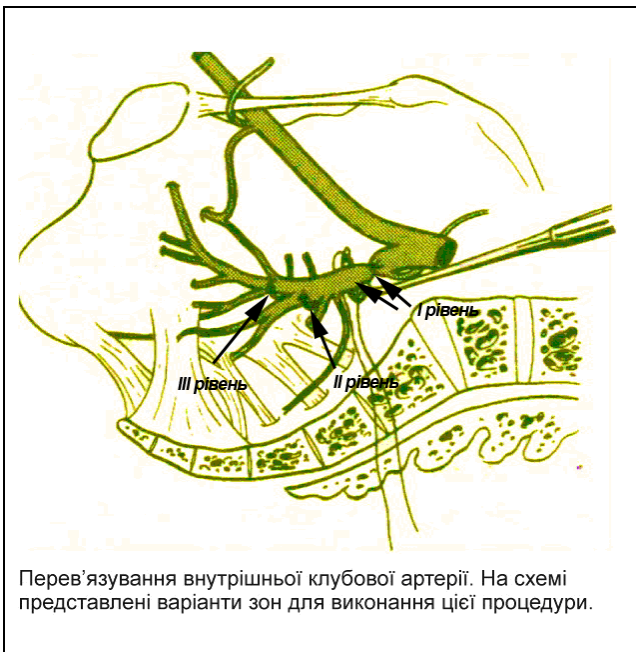 I рівень
II рівень
III рівень
Перев’язування внутрішньої клубової артерії. На схемі
представлені варіанти зон для виконання цієї процедури.